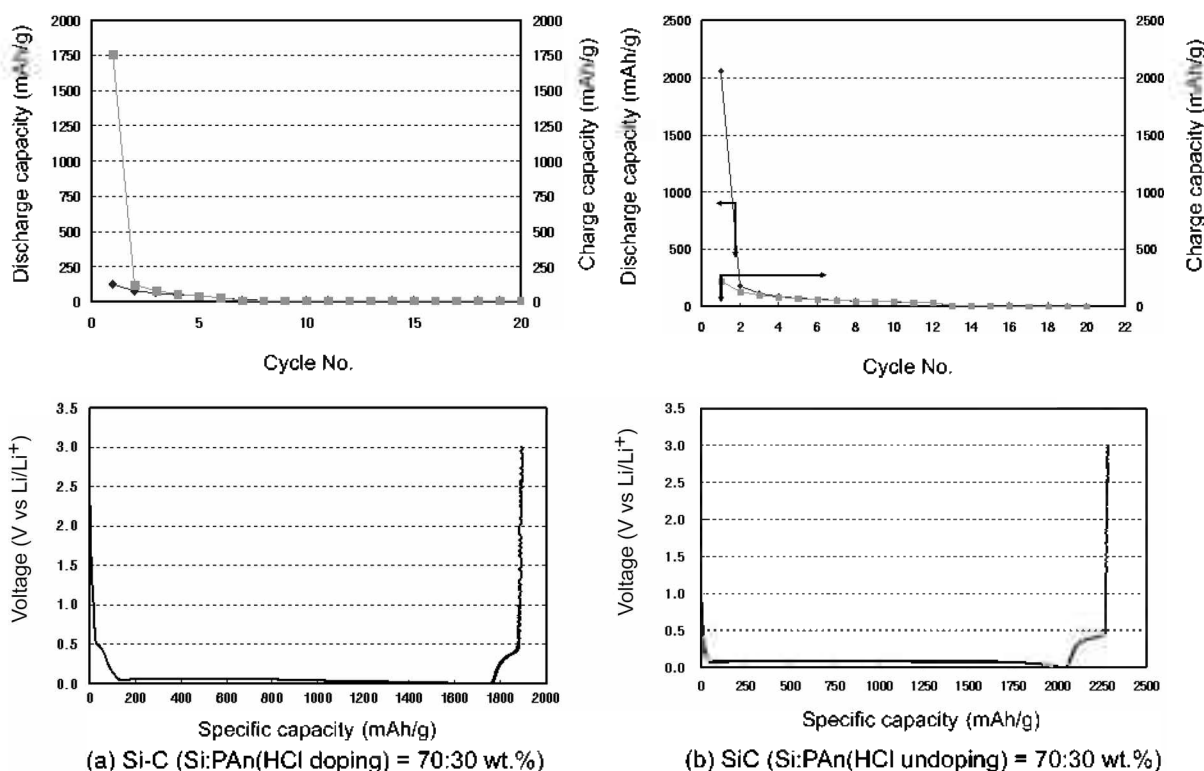 2000
1750
1500
1250
1000
750
500
250
0
Discharge capacity (mAh/g)
2000
1750
1500
1250
1000
750
500
250
0
Charge capacity (mAh/g)
0 5 10 15 20
Cycle No.
2500
2000
1500
1000
500
0
Discharge capacity (mAh/g)
2500
2000
1500
1000
500
0
Charge capacity (mAh/g)
0 2 4 6 8 10 12 14 16 18 20 22
Cycle No.
3.5
3.0
2.5
2.0
1.5
1.0
0.5
0.0
Voltage (V vs Li/Li+)
0 200 400 600 800 1000 1200 1400 1600 1800 2000
Specific capacity (mAh/g)
(a) Si-C (Si:PAn(HCl doping) = 70:30 wt.%)
3.5
3.0
2.5
2.0
1.5
1.0
0.5
0.0
Voltage (V vs Li/Li+)
0 250 500 750 1000 1250 1500 1750 2000 2250 2500
Specific capacity (mAh/g)
(b) SiC (Si:PAn(HCl undoping) = 70:30 wt.%)